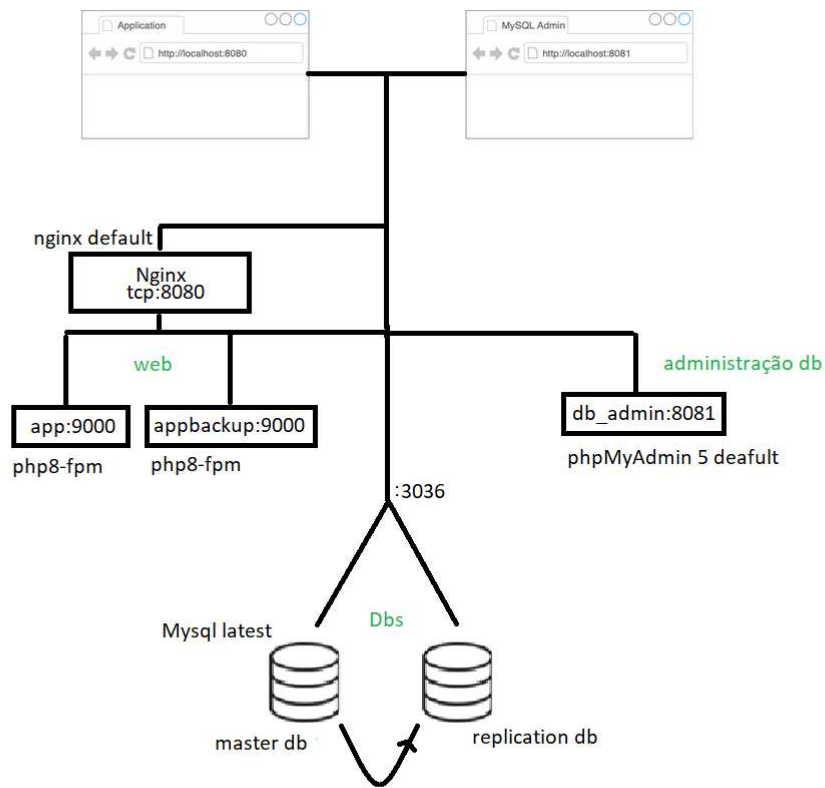 Application
http://localhost:8080
MySQL Admin
http://localhost:8081
nginx default
Nginx
tcp:8080
web
administração db
app:9000
appbackup:9000
db_admin:8081
php8-fpm
php8-fpm
phpMyAdmin 5 deafult
:3036
Dbs
Mysql latest
master db
replication db